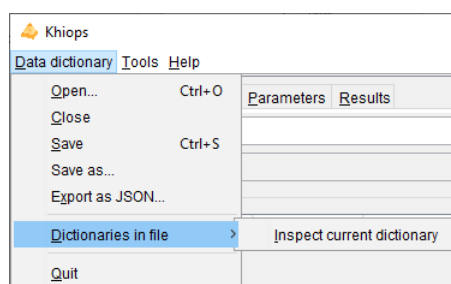 Khiops
Data dictionary Tools Help
Open... Ctrl+O
Parameters Results
Close
Save Ctrl+S
Save as...
Export as JSON...
Dictionaries in file
Inspect current dictionary
Quit